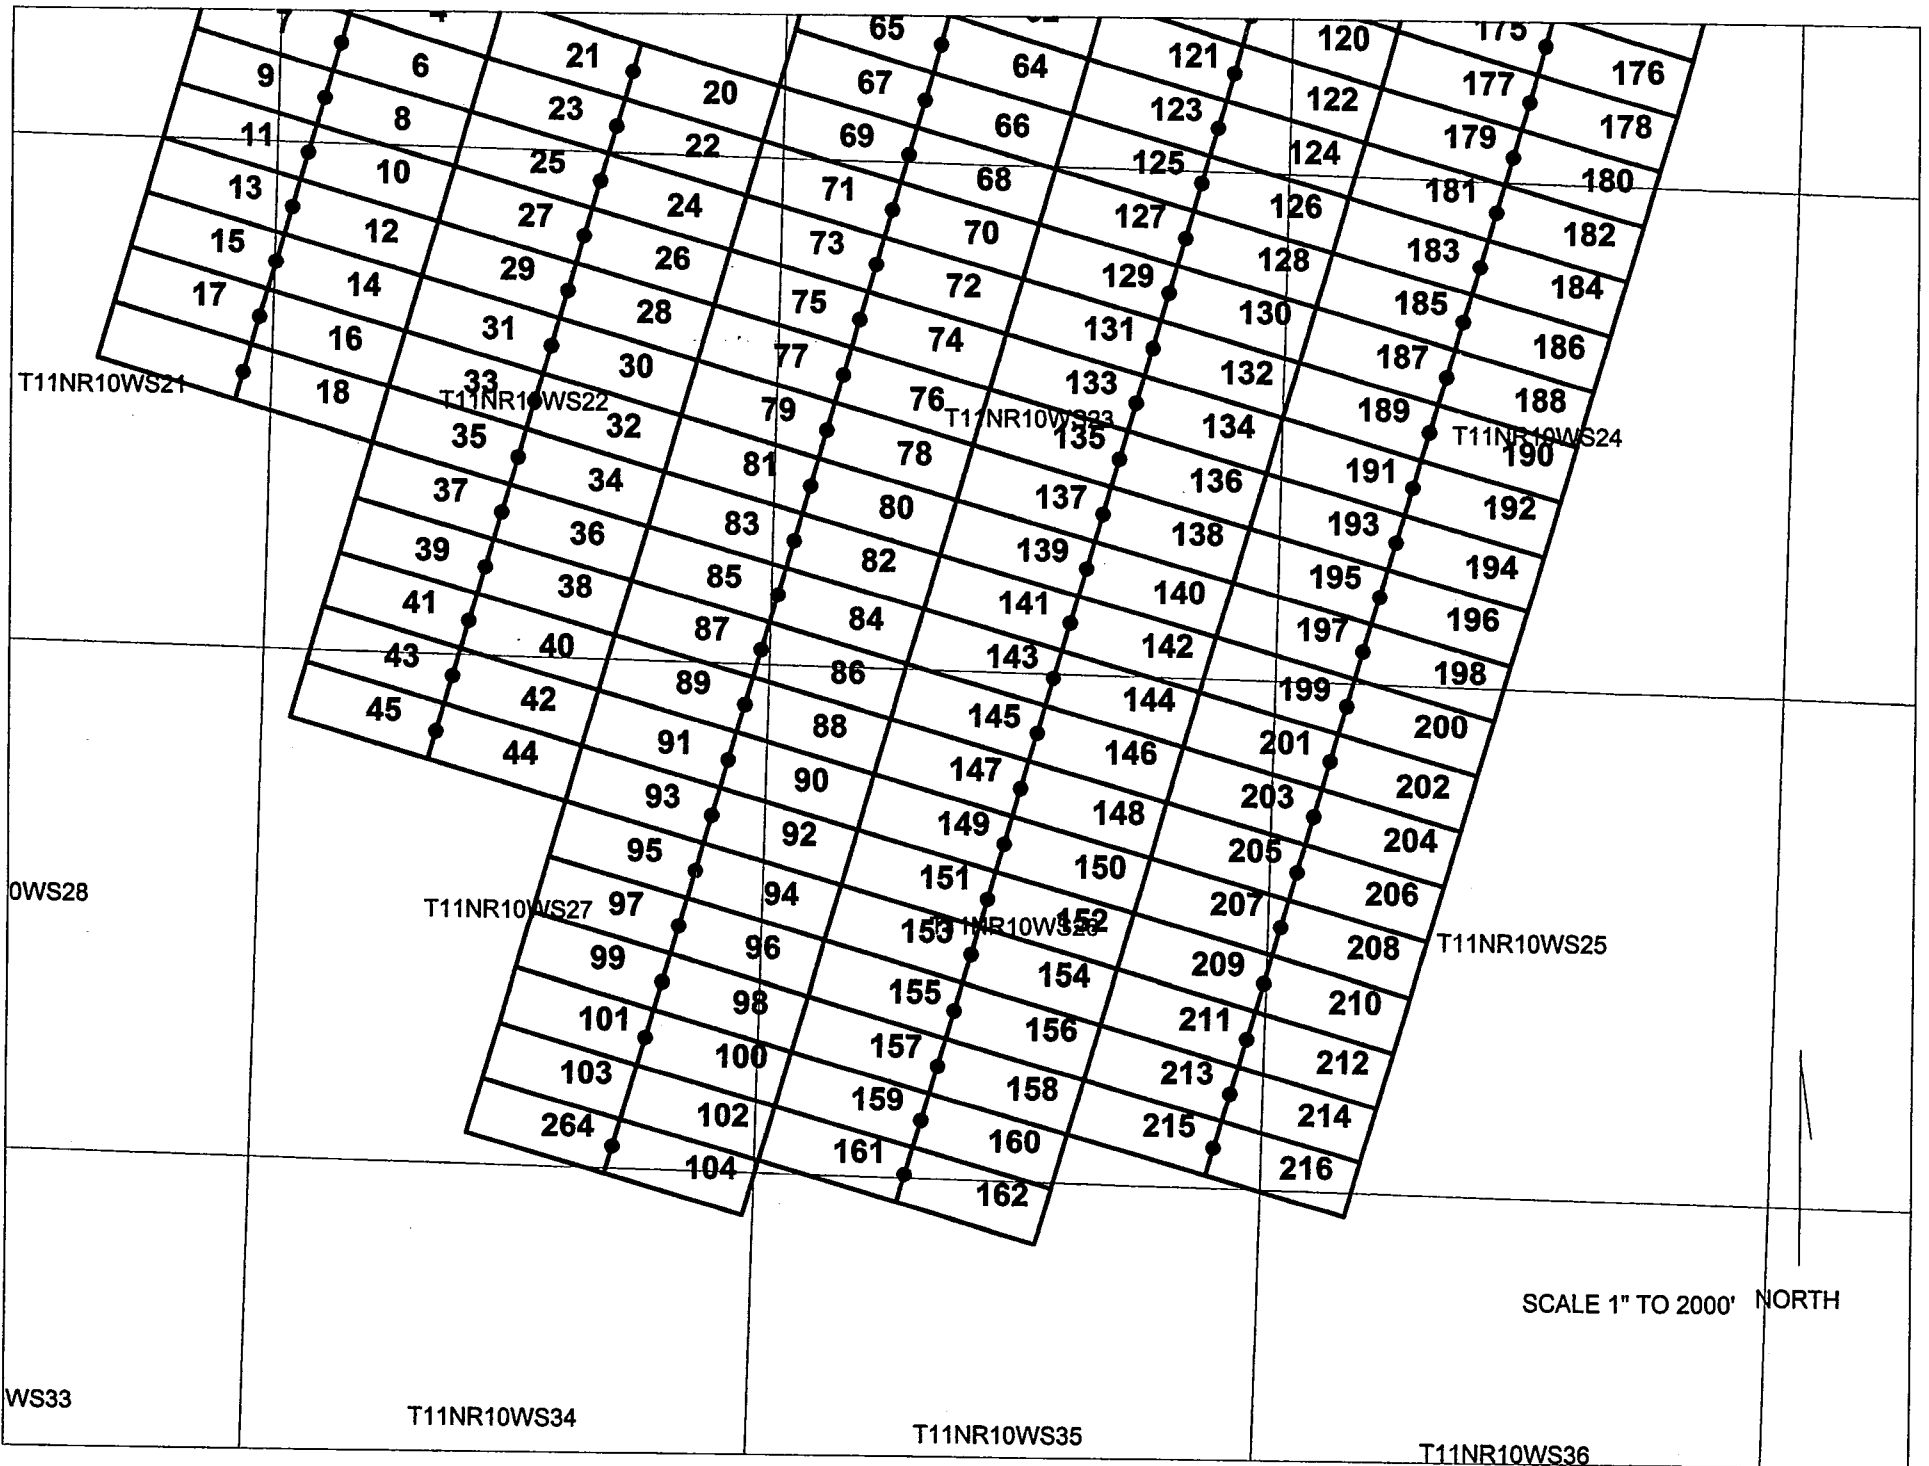 7 4 65 62 120 175
21 121 176
9 6 20 67 64 122 177
23 123 178
11 8 22 69 66 124 179
25 125 180
13 10 24 71 68 126 181
27 127 182
15 12 26 73 70 128 183
29 129 184
17 14 28 75 72 130 185
31 131 186
16 30 77 74 132 187
T11NR10WS21 18 33 T11NR10WS22 32 79 76 T11NR10WS23 133 134 189 188
35 135 T11NR10WS24 190
37 34 81 78 137 136 191 192
39 36 83 80 139 138 193 194
41 38 85 82 141 140 195 196
43 40 87 84 143 142 197 198
45 42 89 86 145 144 199 200
44 91 88 147 146 201 202
93 90 149 148 203 204
0WS28 95 92 151 150 205 206
T11NR10WS27 97 94 153 T11NR10WS26 152 207 208 T11NR10WS25
99 96 155 154 209 210
101 98 157 156 211 212
103 100 159 158 213 214
264 102 161 160 215 216
104 162
SCALE 1" TO 2000' NORTH
WS33 T11NR10WS34 T11NR10WS35 T11NR10WS36